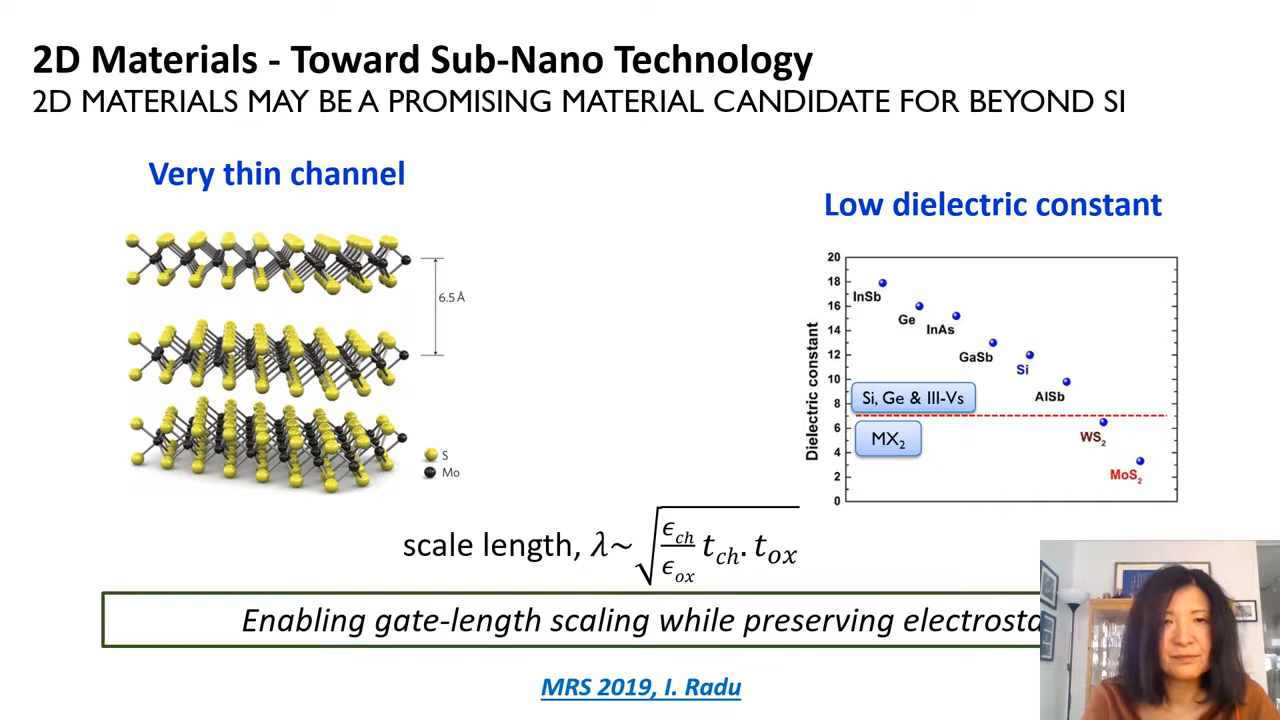 2D Materials - Toward Sub-Nano Technology
2D MATERIALS MAY BE A PROMISING MATERIAL CANDIDATE FOR BEYOND SI
Very thin channel
6.5 Å
S
Mo
Low dielectric constant
Dielectric constant
20
18
16
14
12
10
8
6
4
2
0
InSb
Ge
InAs
GaSb
Si
AlSb
WS₂
MoS₂
Si, Ge & III-Vs
MX₂
scale length, λ~ √(ϵ_ch/ϵ_ox) t_ch. t_ox
Enabling gate-length scaling while preserving
MRS 2019, I. Radu